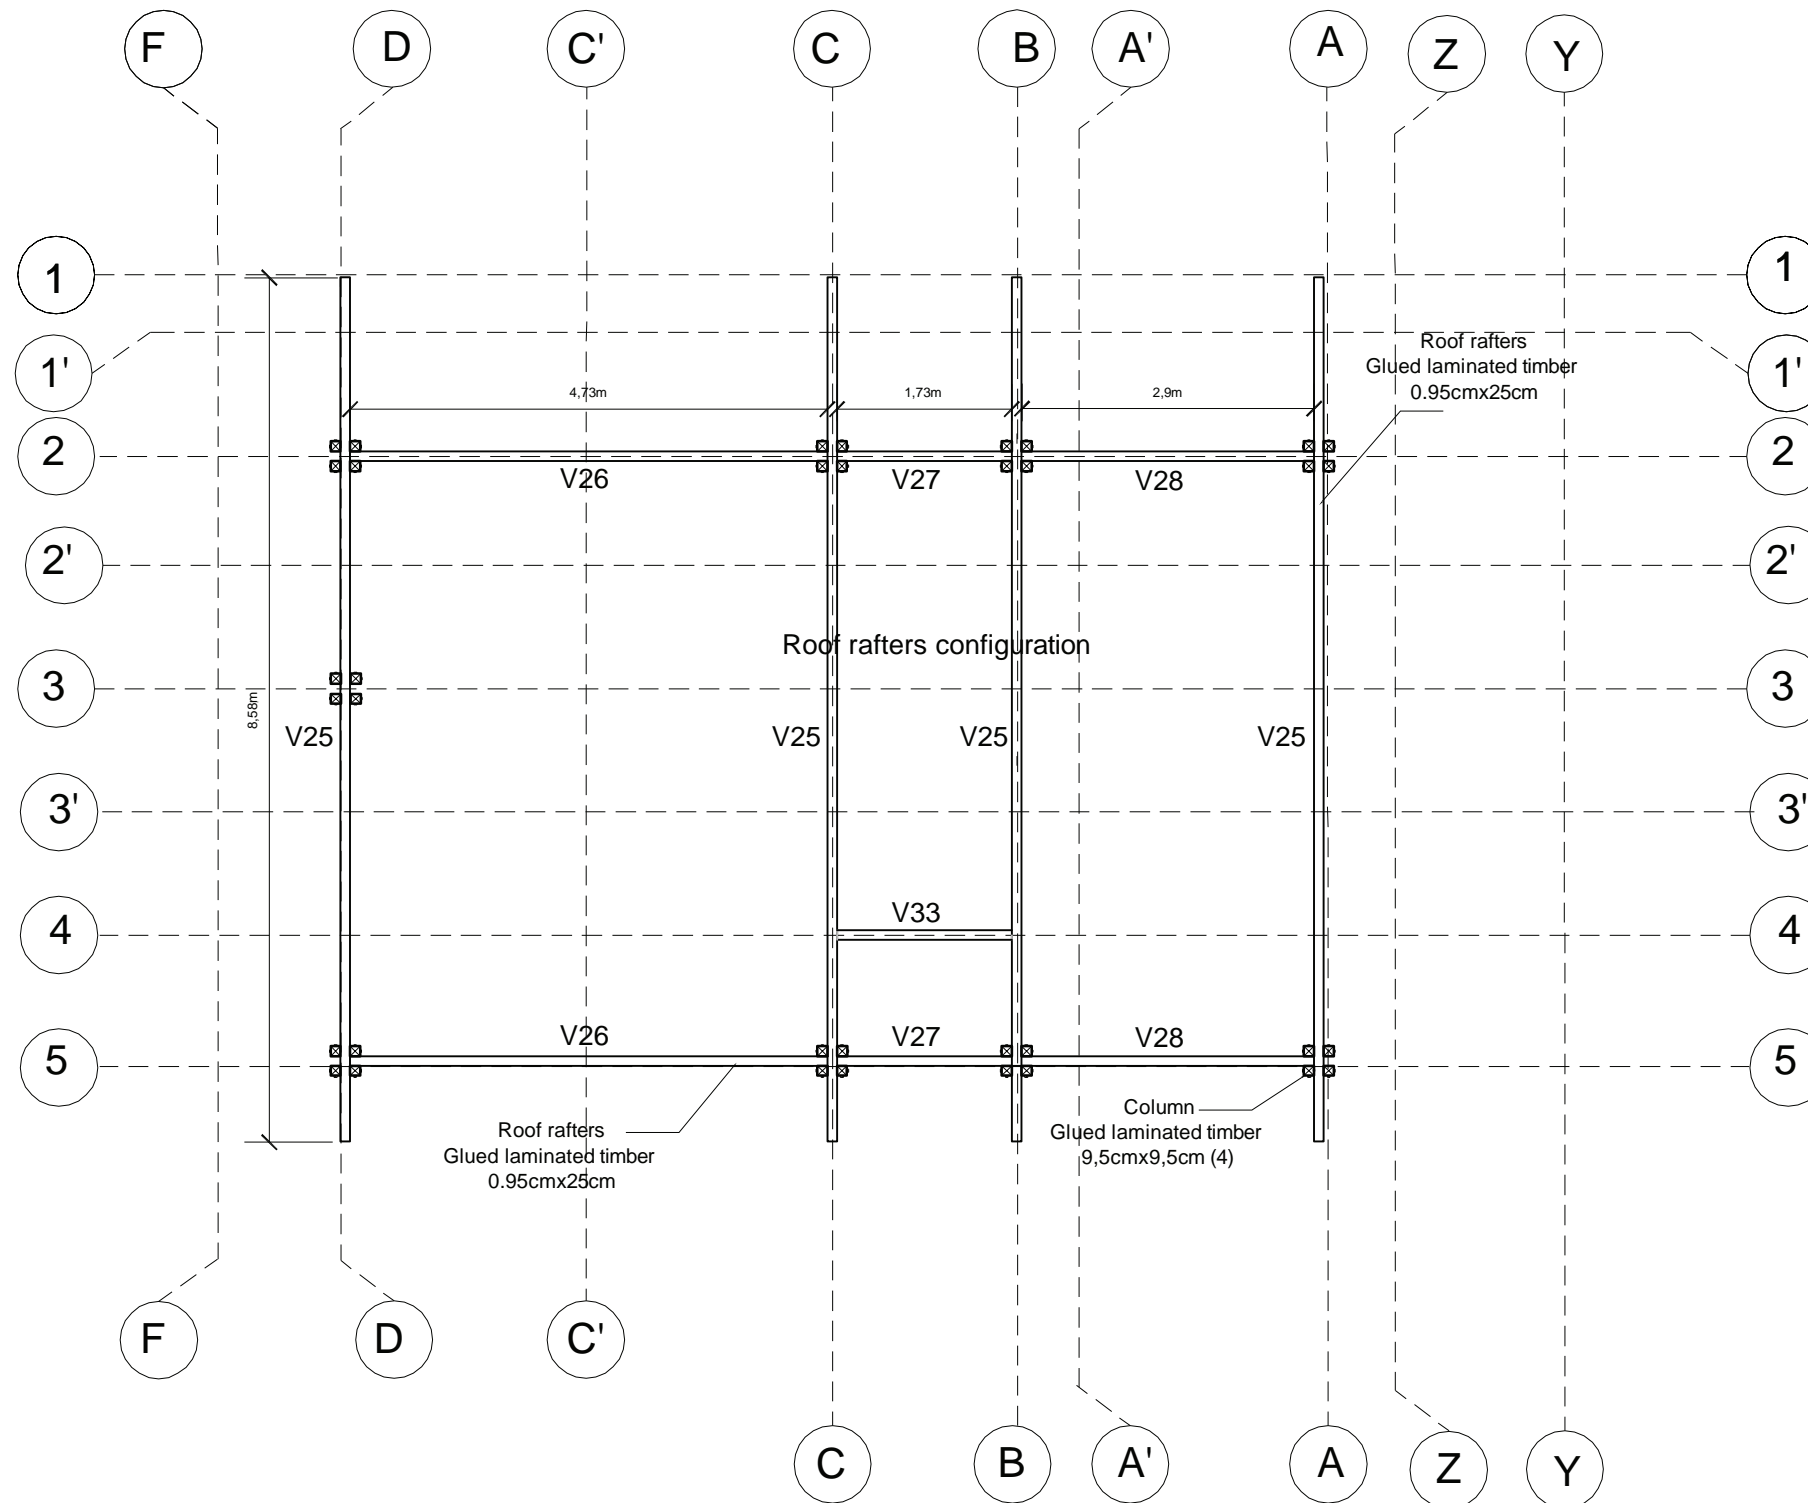 F
D
C'
C
B
A'
A
Z
Y
1
1
1'
1'
Roof rafters
Glued laminated timber
0.95cmx25cm
4,73m
1,73m
2,9m
2
2
V26
V27
V28
2'
2'
Roof rafters configuration
3
3
8,58m
V25
V25
V25
V25
3'
3'
V33
4
4
V26
V27
V28
5
5
Column
Glued laminated timber
9,5cmx9,5cm (4)
Roof rafters
Glued laminated timber
0.95cmx25cm
F
D
C'
C
B
A'
A
Z
Y